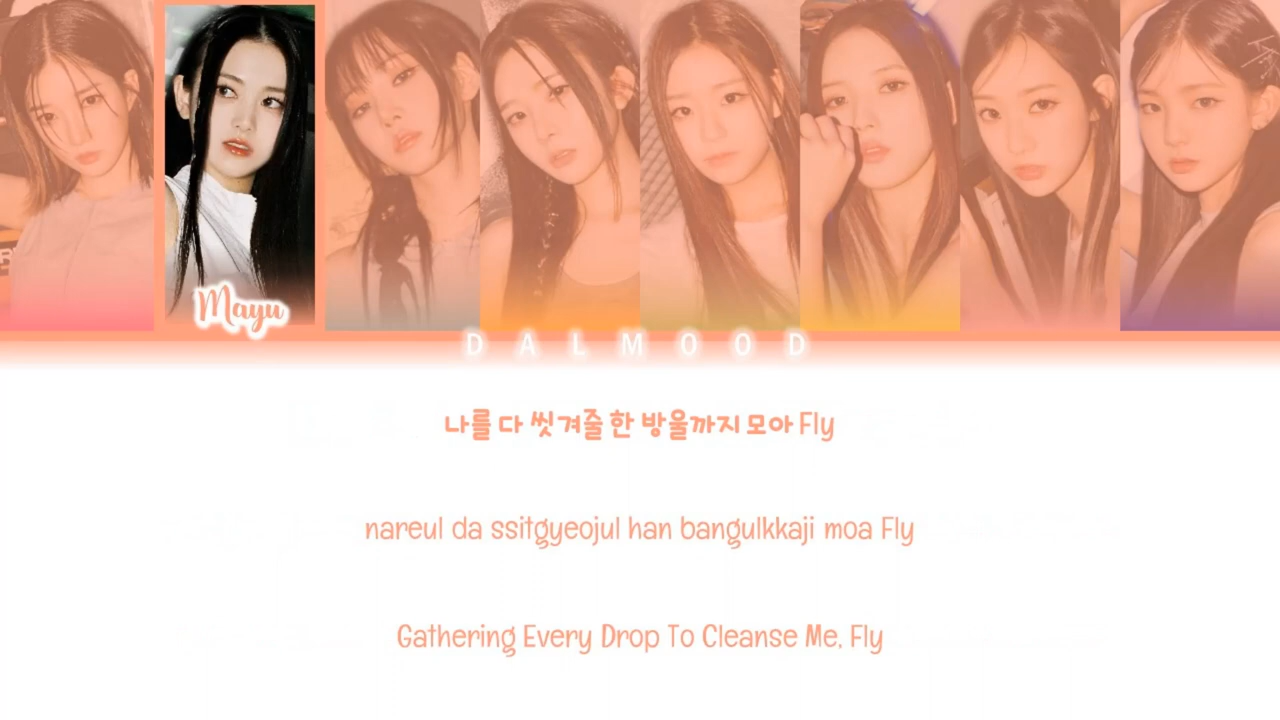 Mayu
DALMOOD
나를 다 씻겨줄 한 방울까지 모아 Fly
nareul da ssitgyeojul han bangulkkaji moa Fly
Gathering Every Drop To Cleanse Me, Fly